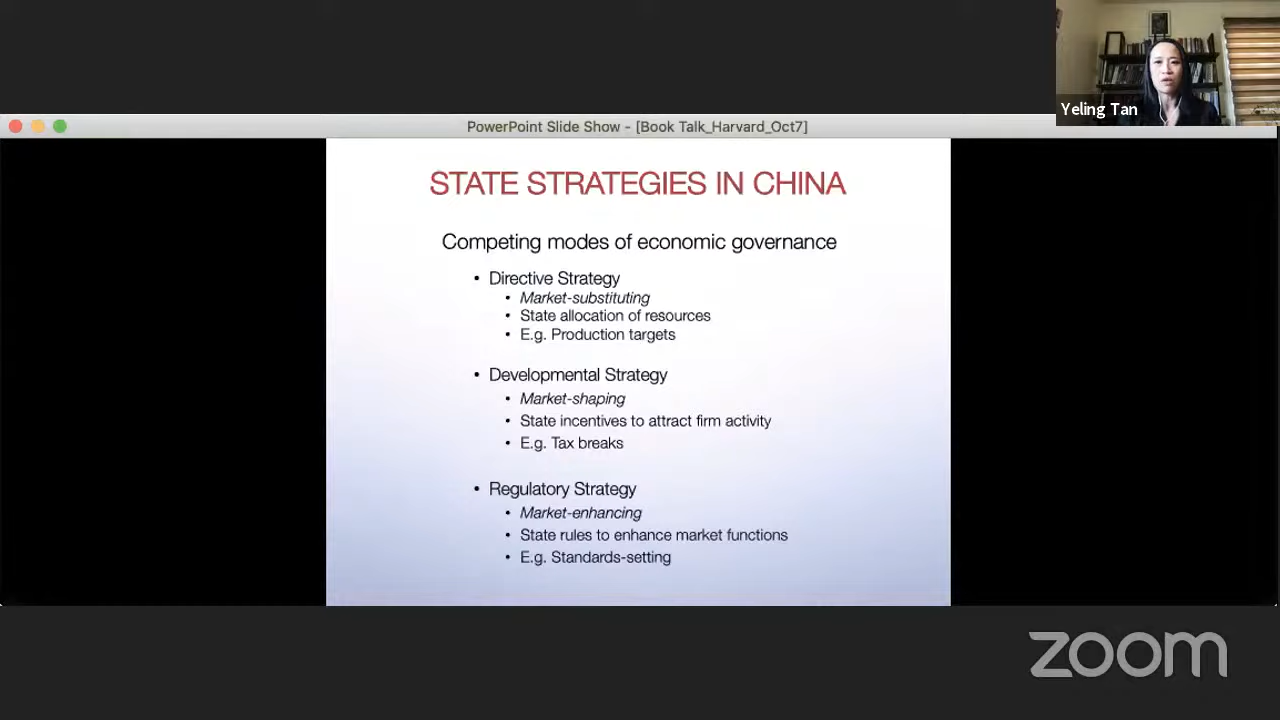 Yeling Tan
PowerPoint Slide Show - [Book Talk_Harvard_Oct7]
STATE STRATEGIES IN CHINA
Competing modes of economic governance
• Directive Strategy
• Market-substituting
• State allocation of resources
• E.g. Production targets
• Developmental Strategy
• Market-shaping
• State incentives to attract firm activity
• E.g. Tax breaks
• Regulatory Strategy
• Market-enhancing
• State rules to enhance market functions
• E.g. Standards-setting
zoom